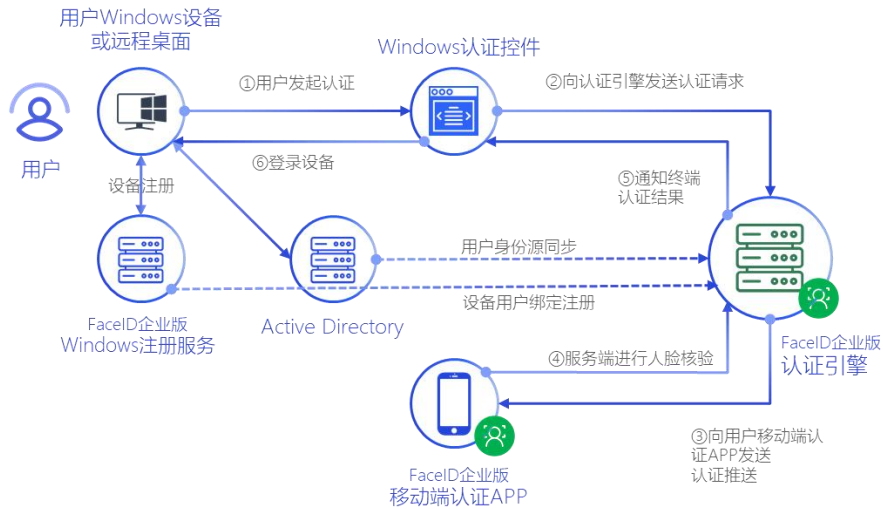 用户Windows设备
或远程桌面
Windows认证控件
①用户发起认证
②向认证引擎发送认证请求
用户
⑥登录设备
设备注册
⑤通知终端
认证结果
用户身份源同步
设备用户绑定注册
FaceID企业版
Windows注册服务
Active Directory
FaceID企业版
认证引擎
④服务端进行人脸核验
③向用户移动端认
证APP发送
认证推送
FaceID企业版
移动端认证APP